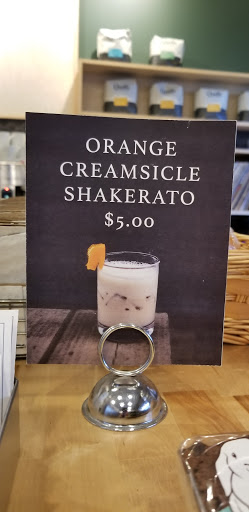 ORANGE
CREAMSICLE
SHAKERATO
$5.00